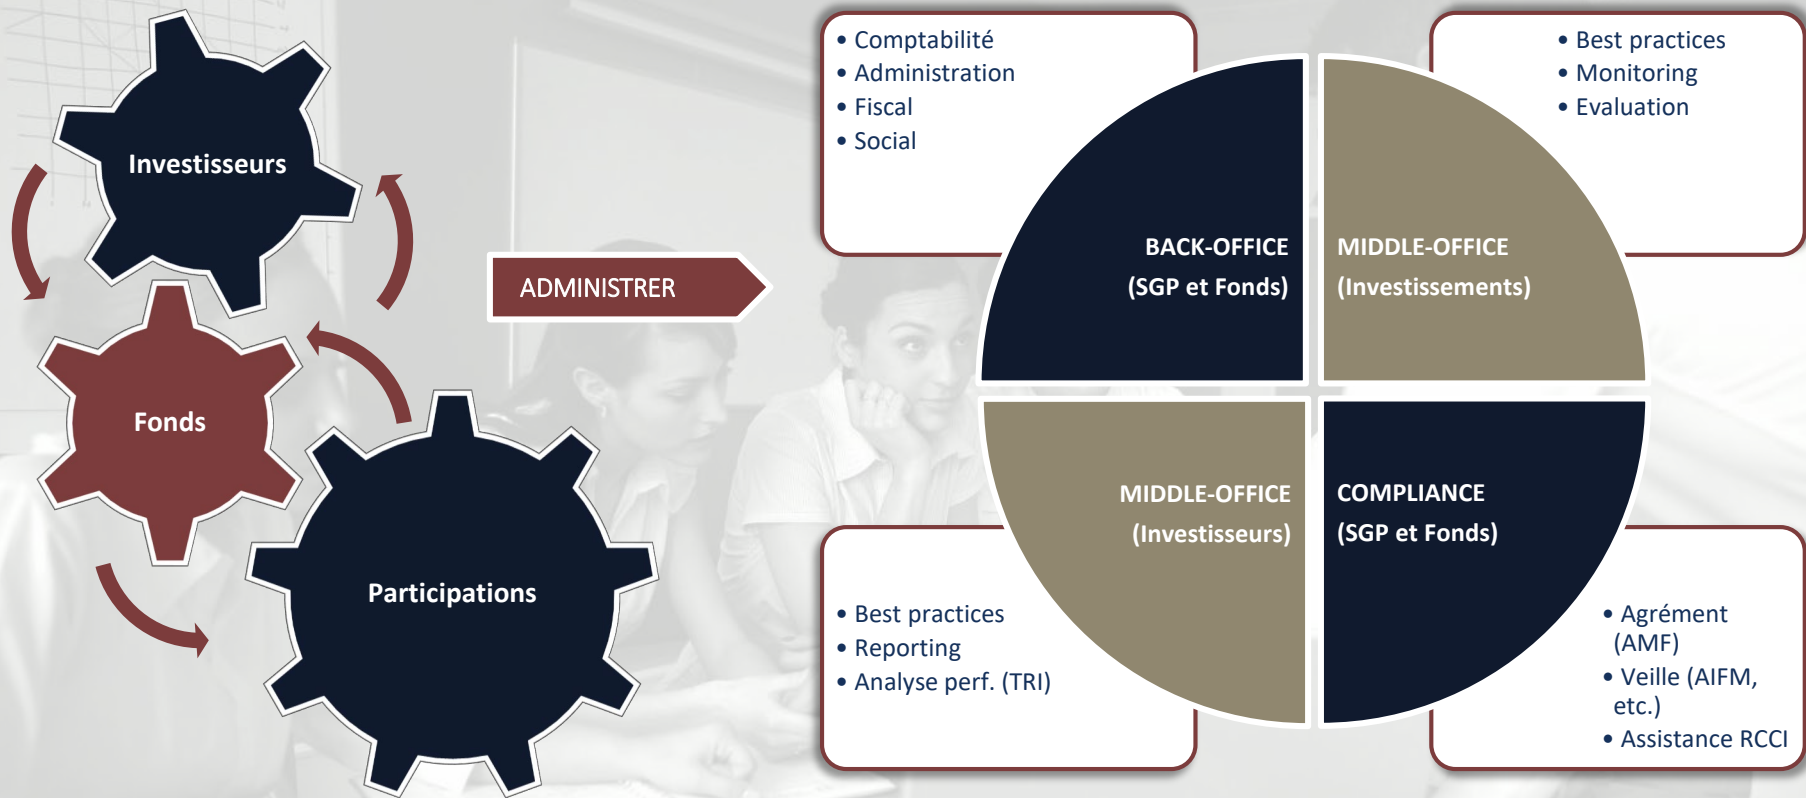 Investisseurs
Fonds
Participations
ADMINISTRER
• Comptabilité
• Administration
• Fiscal
• Social
BACK-OFFICE
(SGP et Fonds)
• Best practices
• Monitoring
• Evaluation
MIDDLE-OFFICE
(Investissements)
MIDDLE-OFFICE
(Investisseurs)
• Best practices
• Reporting
• Analyse perf. (TRI)
COMPLIANCE
(SGP et Fonds)
• Agrément
(AMF)
• Veille (AIFM,
etc.)
• Assistance RCCI